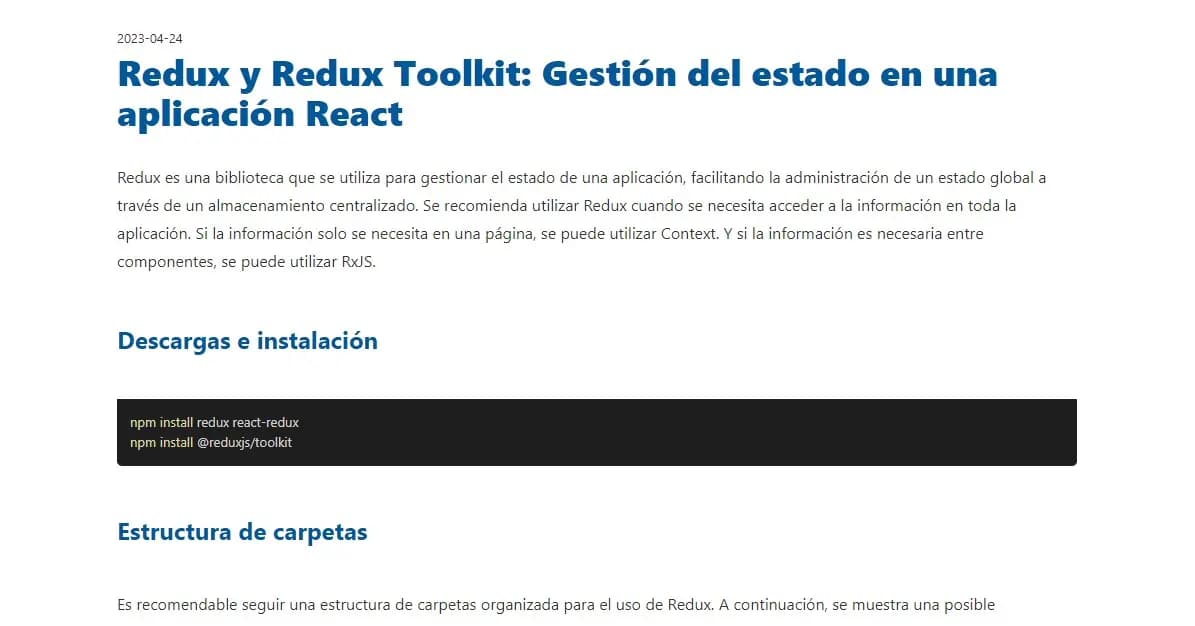 2023-04-24
Redux y Redux Toolkit: Gestión del estado en una
aplicación React
Redux es una biblioteca que se utiliza para gestionar el estado de una aplicación, facilitando la administración de un estado global a
través de un almacenamiento centralizado. Se recomienda utilizar Redux cuando se necesita acceder a la información en toda la
aplicación. Si la información solo se necesita en una página, se puede utilizar Context. Y si la información es necesaria entre
componentes, se puede utilizar RxJS.
Descargas e instalación
npm install redux react-redux
npm install @reduxjs/toolkit
Estructura de carpetas
Es recomendable seguir una estructura de carpetas organizada para el uso de Redux. A continuación, se muestra una posible